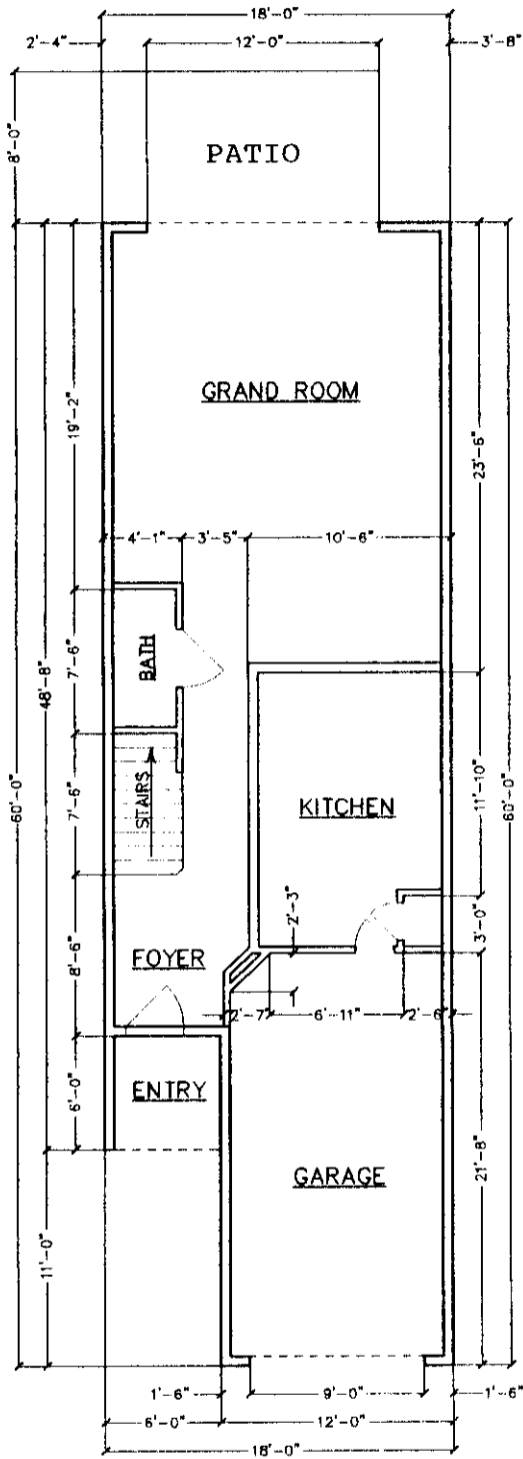 18'-0"
2'-4" 12'-0" 3'-8"
8'-0"
PATIO
GRAND ROOM
19'-2"
23'-6"
4'-1" 3'-5" 10'-6"
BATH
7'-6"
48'-8"
60'-0"
60'-0"
STAIRS
7'-6"
KITCHEN
11'-10"
2'-3"
3'-0"
FOYER
8'-6"
2'-7" 6'-11" 2'-6"
ENTRY
6'-0"
GARAGE
21'-8"
11'-0"
1'-6" 9'-0" 1'-6"
6'-0" 12'-0"
18'-0"